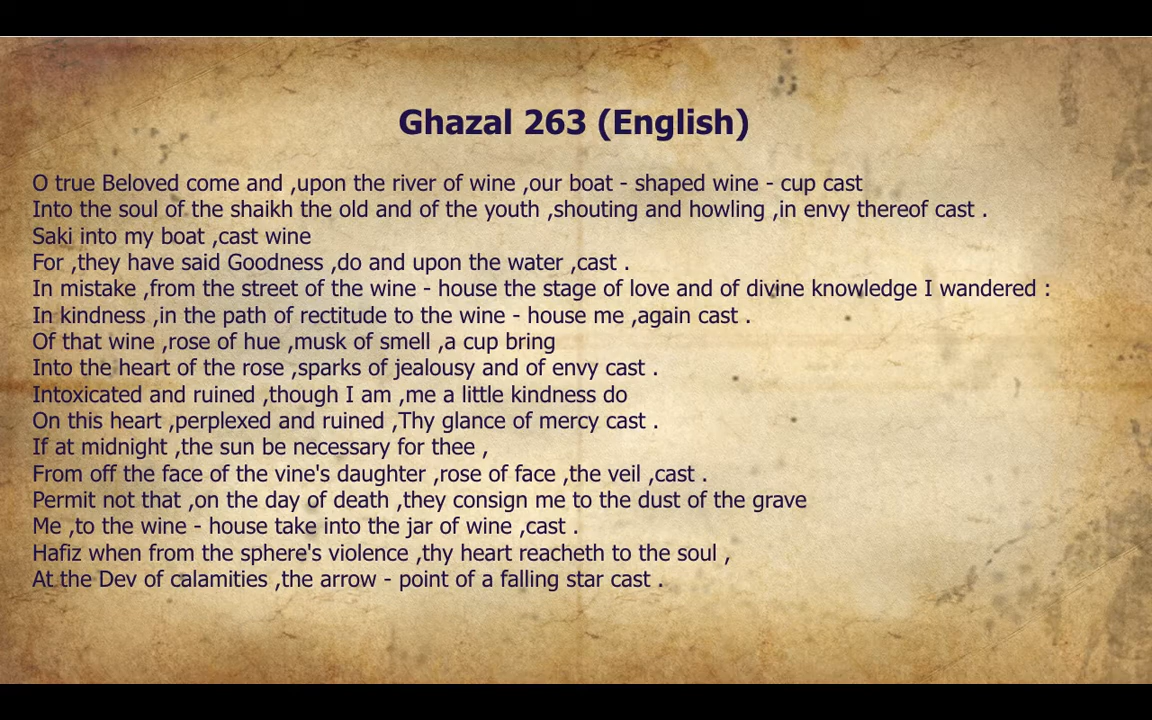 Ghazal 263 (English)
O true Beloved come and ,upon the river of wine ,our boat - shaped wine - cup cast
Into the soul of the shaikh the old and of the youth ,shouting and howling ,in envy thereof cast .
Saki into my boat ,cast wine
For ,they have said Goodness ,do and upon the water ,cast .
In mistake ,from the street of the wine - house the stage of love and of divine knowledge I wandered :
In kindness ,in the path of rectitude to the wine - house me ,again cast .
Of that wine ,rose of hue ,musk of smell ,a cup bring
Into the heart of the rose ,sparks of jealousy and of envy cast .
Intoxicated and ruined ,though I am ,me a little kindness do
On this heart ,perplexed and ruined ,Thy glance of mercy cast .
If at midnight ,the sun be necessary for thee ,
From off the face of the vine's daughter ,rose of face ,the veil ,cast .
Permit not that ,on the day of death ,they consign me to the dust of the grave
Me ,to the wine - house take into the jar of wine ,cast .
Hafiz when from the sphere's violence ,thy heart reacheth to the soul ,
At the Dev of calamities ,the arrow - point of a falling star cast .